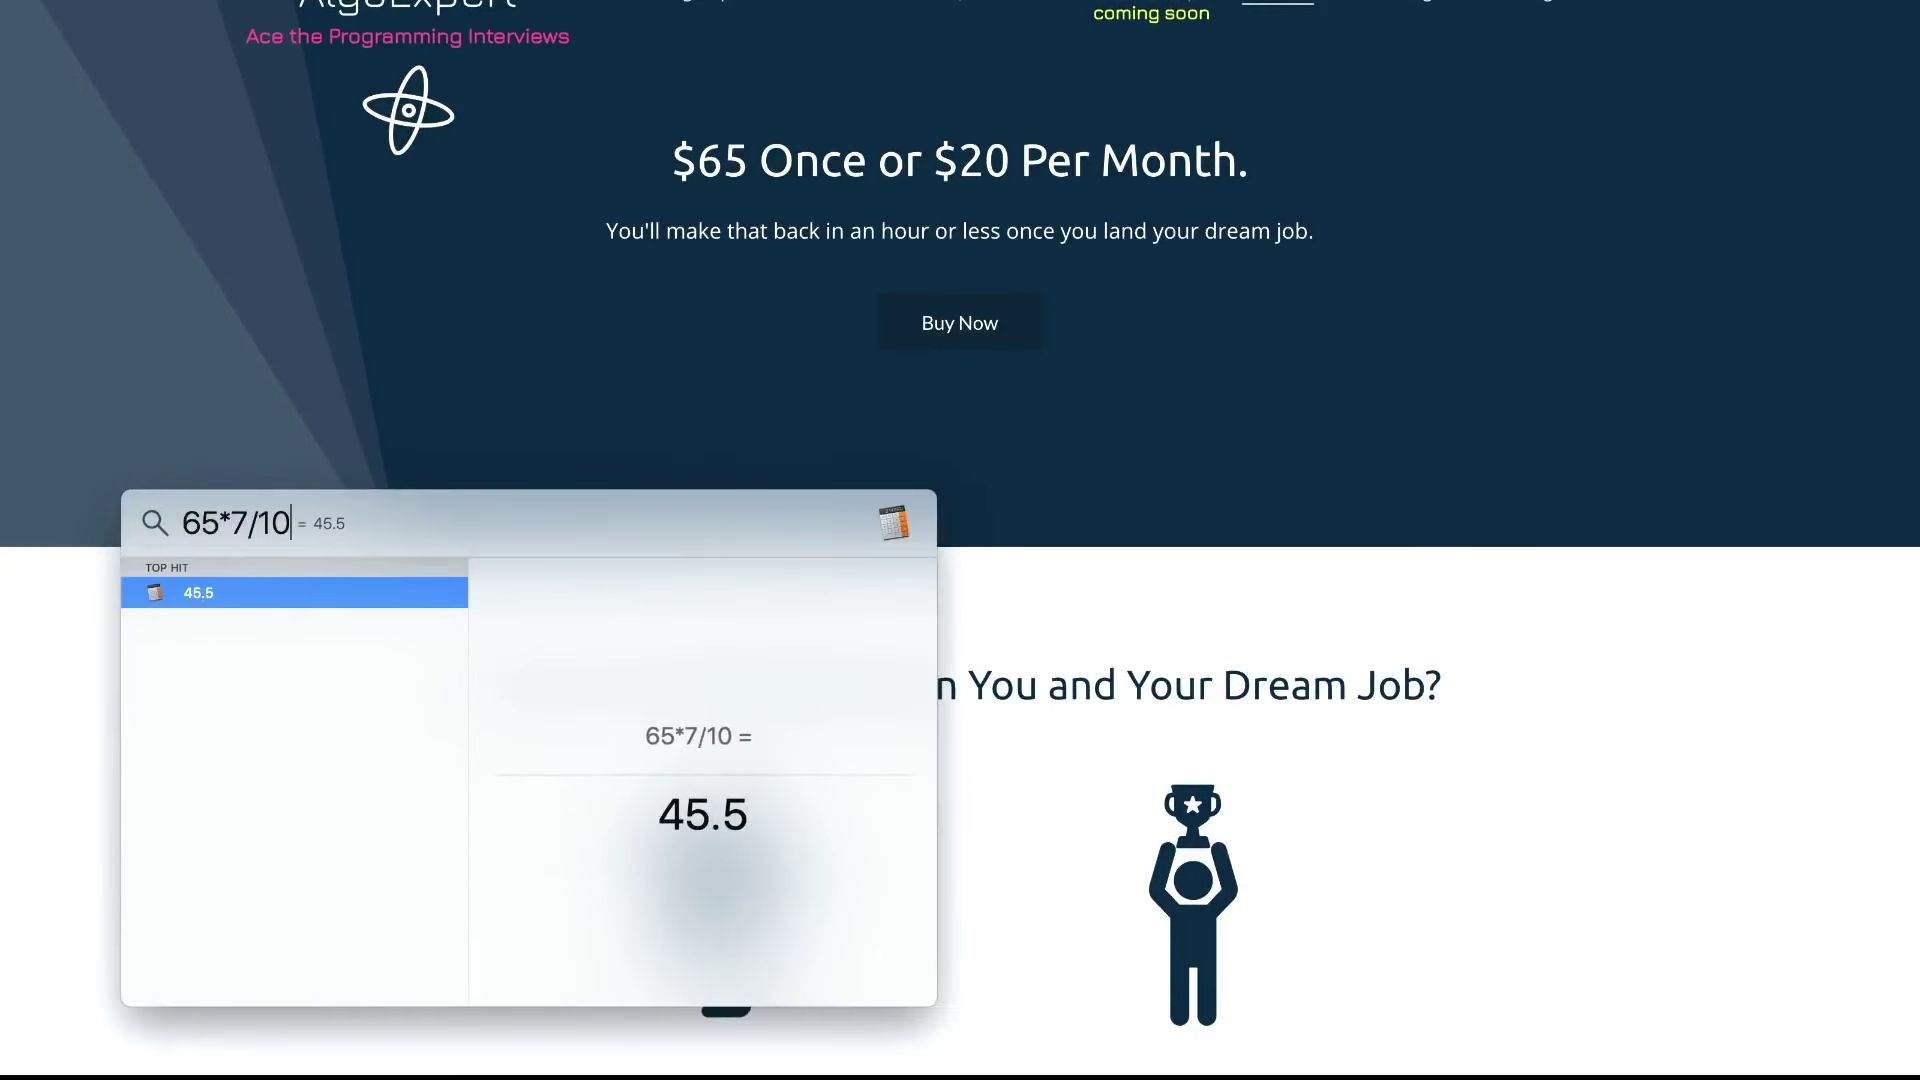 AlgoExpert
coming soon
Ace the Programming Interviews
$65 Once or $20 Per Month.
You'll make that back in an hour or less once you land your dream job.
Buy Now
65*7/10 = 45.5
TOP HIT
45.5
n You and Your Dream Job?
65*7/10 =
45.5